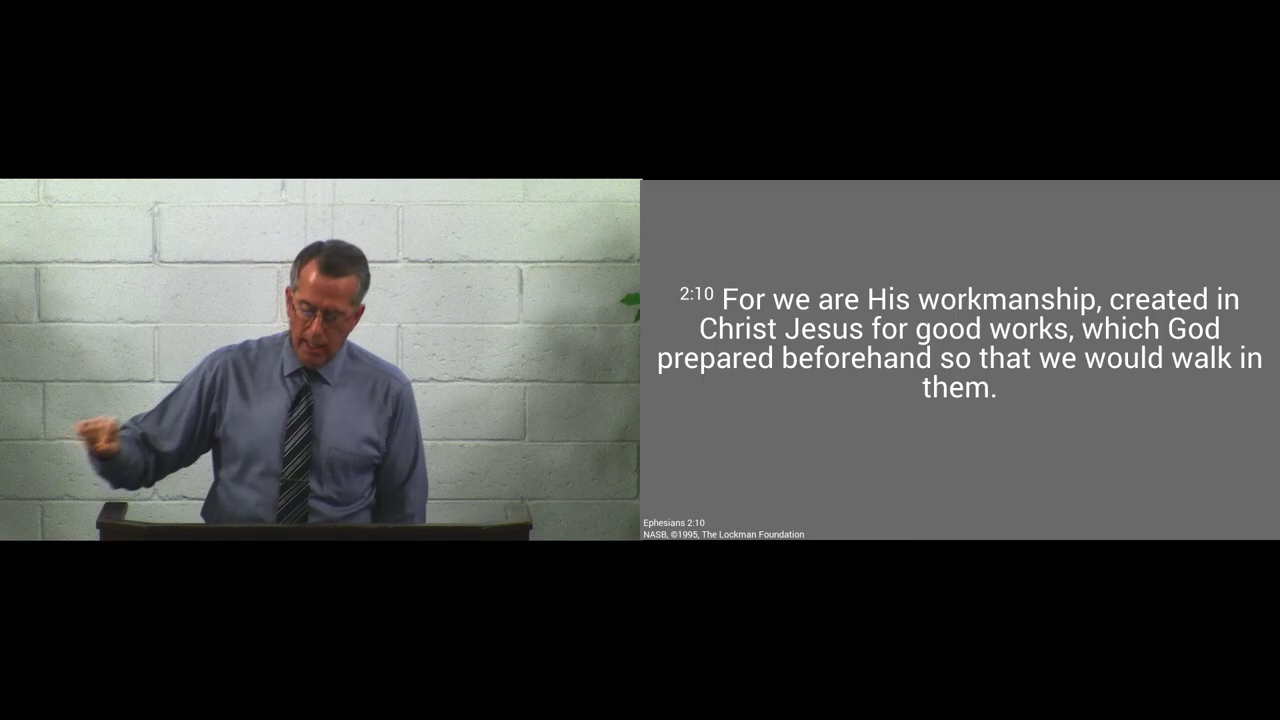 2:10 For we are His workmanship, created in
Christ Jesus for good works, which God
prepared beforehand so that we would walk in
them.
Ephesians 2:10
NASB, ©1995, The Lockman Foundation